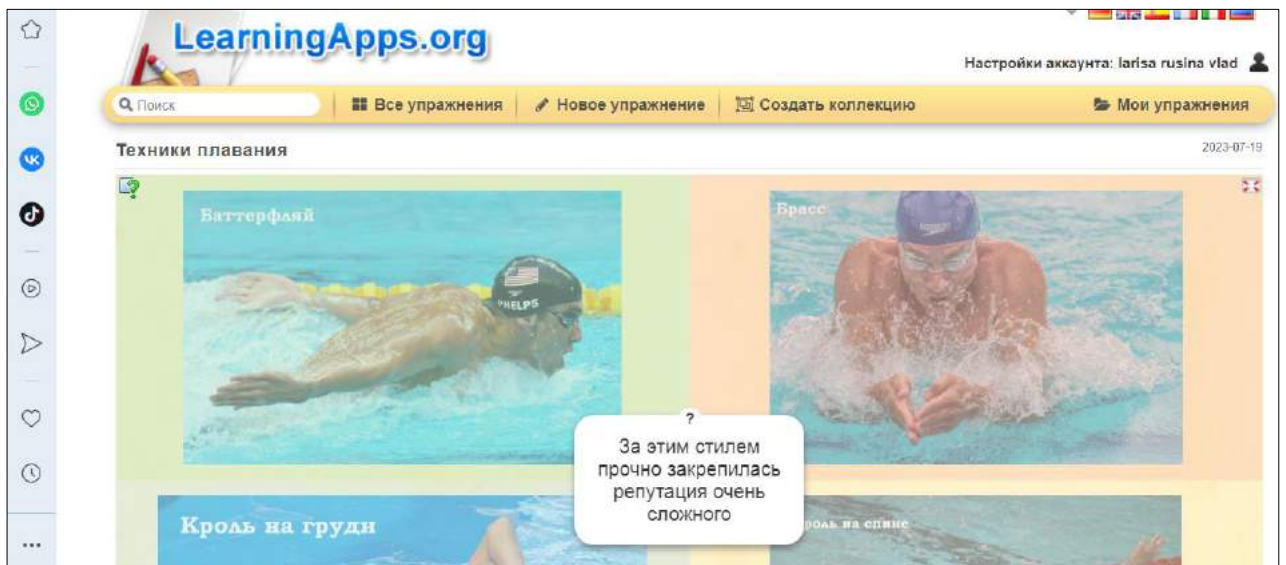 LearningApps.org
Настройки аккаунта: larisa rusina vlad
Поиск
Все упражнения
Новое упражнение
Создать коллекцию
Мои упражнения
Техники плавания
2023-07-19
Баттерфляй
Брасс
PHELPS
?
За этим стилем
прочно закрепилась
репутация очень
сложного
Кроль на груди
роль на спине